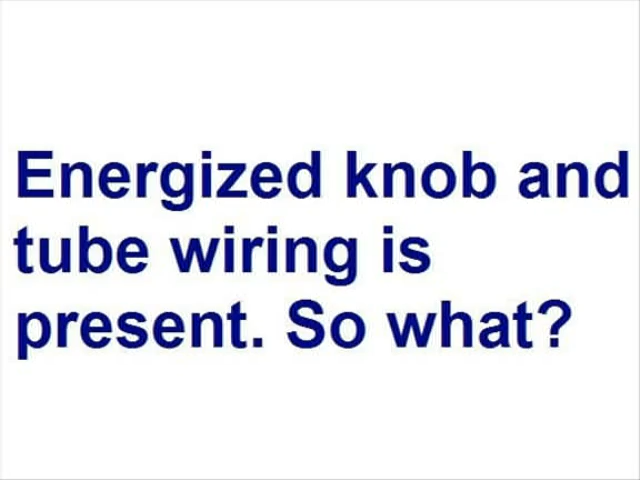 Energized knob and
tube wiring is
present. So what?